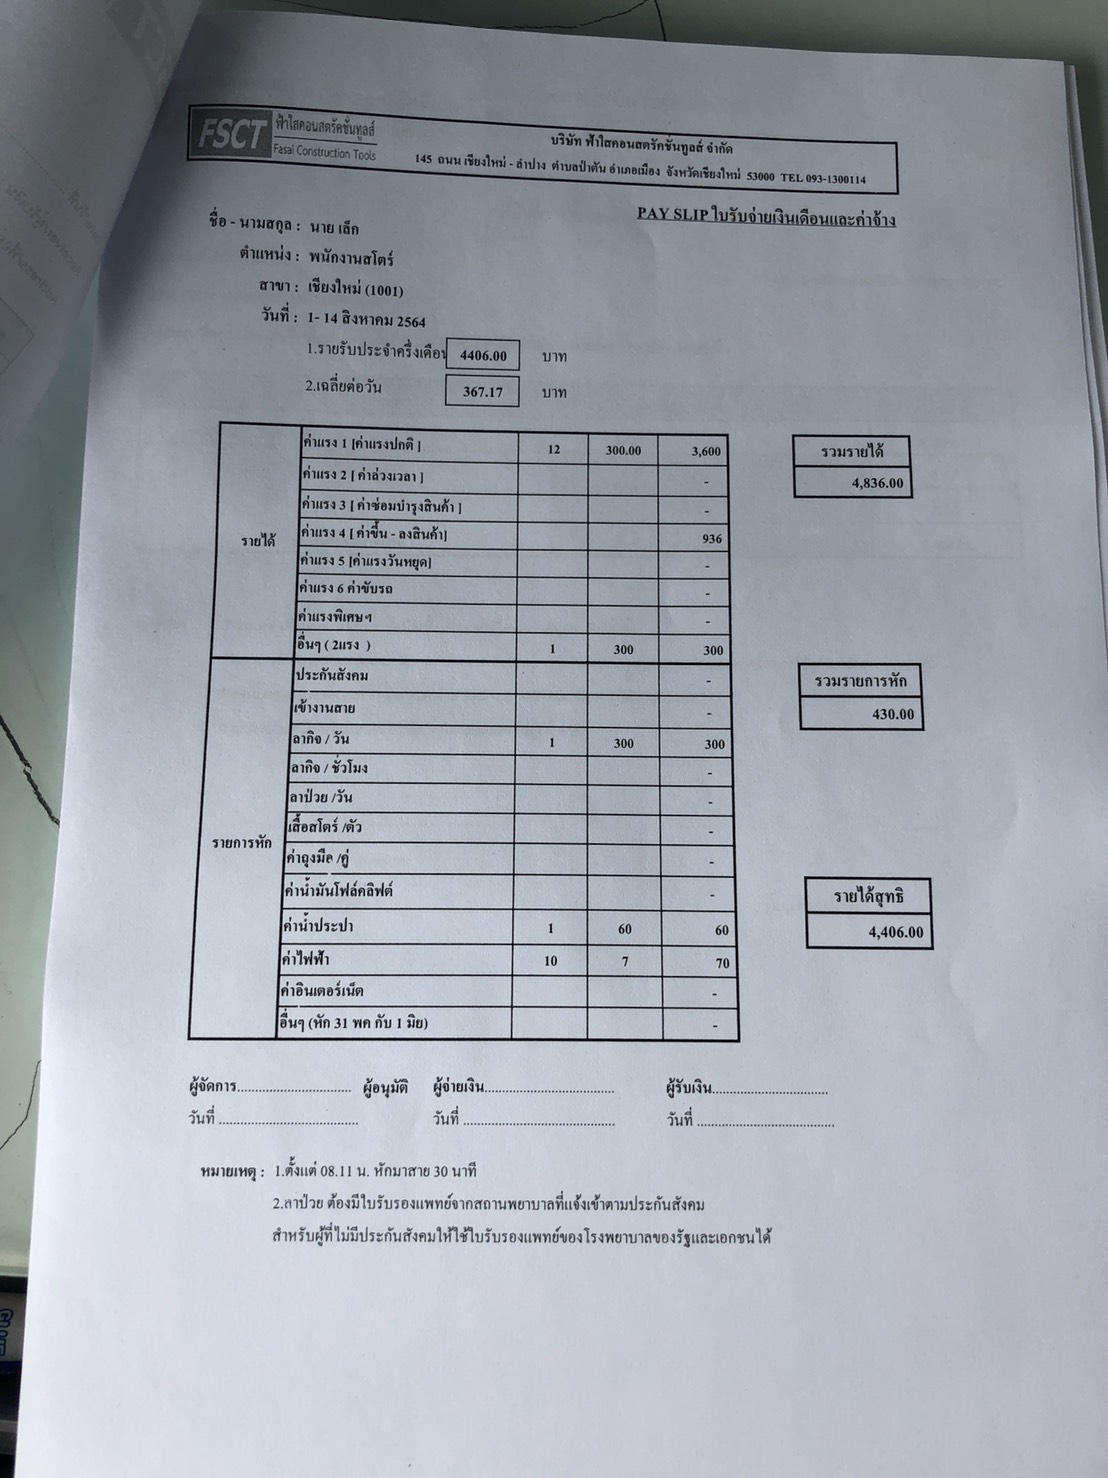 FSCT ฟ้าใสคอนสตรัคชั่นทูลส์
Fasai Construction Tools
บริษัท ฟ้าใสคอนสตรัคชั่นทูลส์ จำกัด
145 ถนน เชียงใหม่ - ลำปาง ตำบลป่าตัน อำเภอเมือง จังหวัดเชียงใหม่ 53000 TEL 093-1300114
PAY SLIP ใบรับจ่ายเงินเดือนและค่าจ้าง
ชื่อ - นามสกุล : นาย เล็ก
ตำแหน่ง : พนักงานสโตร์
สาขา : เชียงใหม่ (1001)
วันที่ : 1- 14 สิงหาคม 2564
1.รายรับประจำครึ่งเดือน 4406.00 บาท
2.เฉลี่ยต่อวัน 367.17 บาท
รายได้
ค่าแรง 1 [ค่าแรงปกติ ] 12 300.00 3,600
ค่าแรง 2 [ ค่าล่วงเวลา ] -
ค่าแรง 3 [ ค่าซ่อมบำรุงสินค้า ] -
ค่าแรง 4 [ ค่าขึ้น - ลงสินค้า] 936
ค่าแรง 5 [ค่าแรงวันหยุด] -
ค่าแรง 6 ค่าขับรถ -
ค่าแรงพิเศษฯ -
อื่นๆ ( 2แรง ) 1 300 300
รวมรายได้
4,836.00
รายการหัก
ประกันสังคม -
เข้างานสาย -
ลากิจ / วัน 1 300 300
ลากิจ / ชั่วโมง -
ลาป่วย /วัน -
เสื้อสโตร์ /ตัว -
ค่าถุงมือ /คู่ -
ค่าน้ำมันโฟล์คลิฟต์ -
ค่าน้ำประปา 1 60 60
ค่าไฟฟ้า 10 7 70
ค่าอินเตอร์เน็ต -
อื่นๆ (หัก 31 พค กับ 1 มิย) -
รวมรายการหัก
430.00
รายได้สุทธิ
4,406.00
ผู้จัดการ.............................. ผู้อนุมัติ ผู้จ่ายเงิน.................................. ผู้รับเงิน..............................
วันที่ .................................... วันที่ ....................................... วันที่ ...................................
หมายเหตุ : 1.ตั้งแต่ 08.11 น. หักมาสาย 30 นาที
2.ลาป่วย ต้องมีใบรับรองแพทย์จากสถานพยาบาลที่แจ้งเข้าตามประกันสังคม
สำหรับผู้ที่ไม่มีประกันสังคมให้ใช้ใบรับรองแพทย์ของโรงพยาบาลของรัฐและเอกชนได้